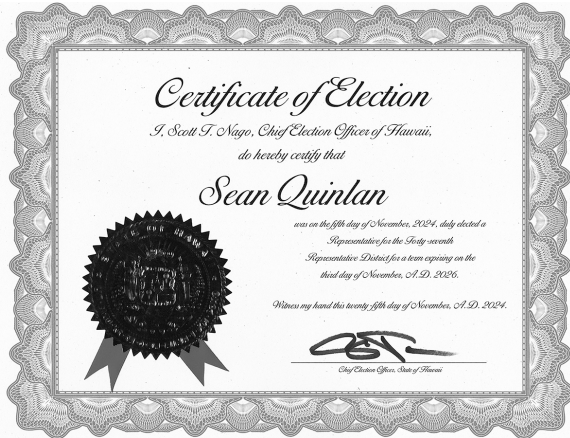 Certificate of Election
I, Scott T. Nago, Chief Election Officer of Hawaii,
do hereby certify that
Sean Quinlan
was on the fifth day of November, 2024, duly elected a
Representative for the Forty-seventh
Representative District for a term expiring on the
third day of November, A.D. 2026.
Witness my hand this twenty-fifth day of November, A.D. 2024.
Chief Election Officer, State of Hawaii